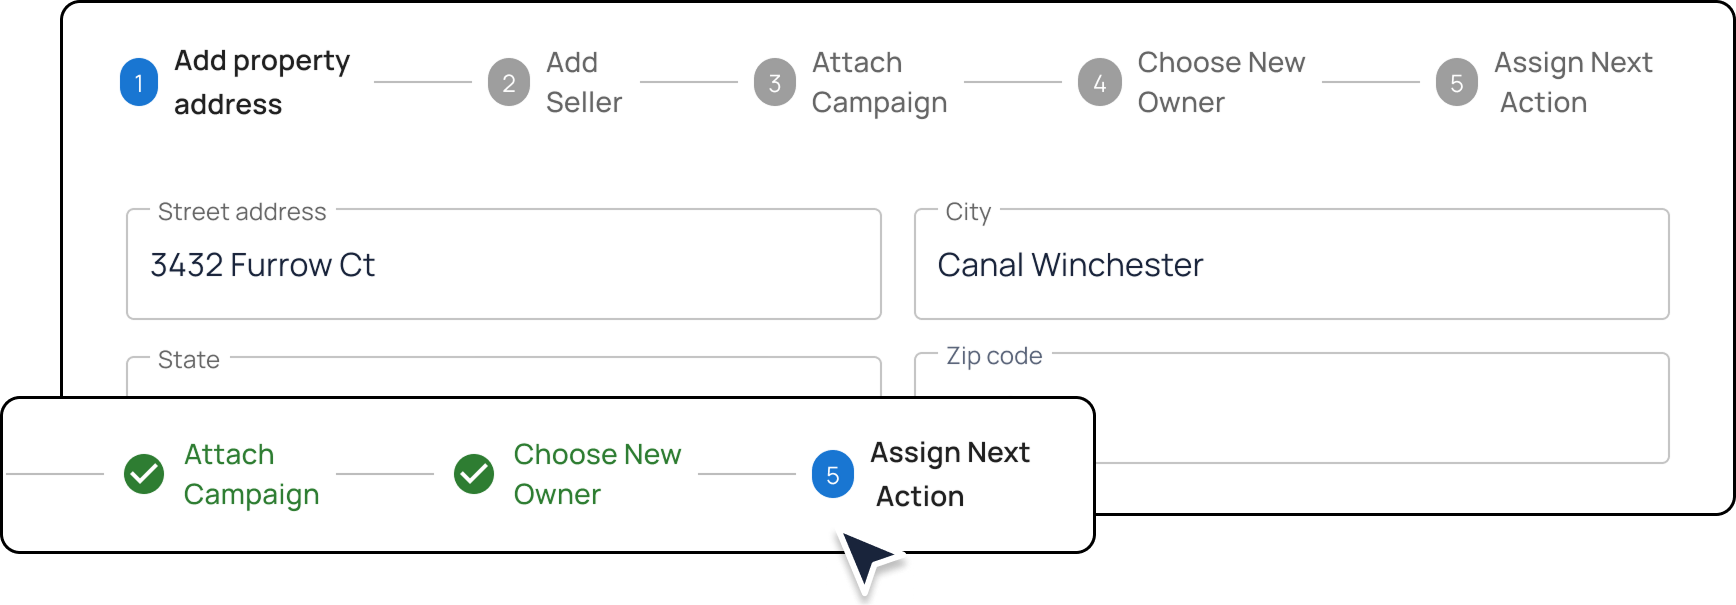 1 Add property
address
2 Add
Seller
3 Attach
Campaign
4 Choose New
Owner
5 Assign Next
Action
Street address
3432 Furrow Ct
City
Canal Winchester
State
Zip code
Attach
Campaign
Choose New
Owner
5 Assign Next
Action